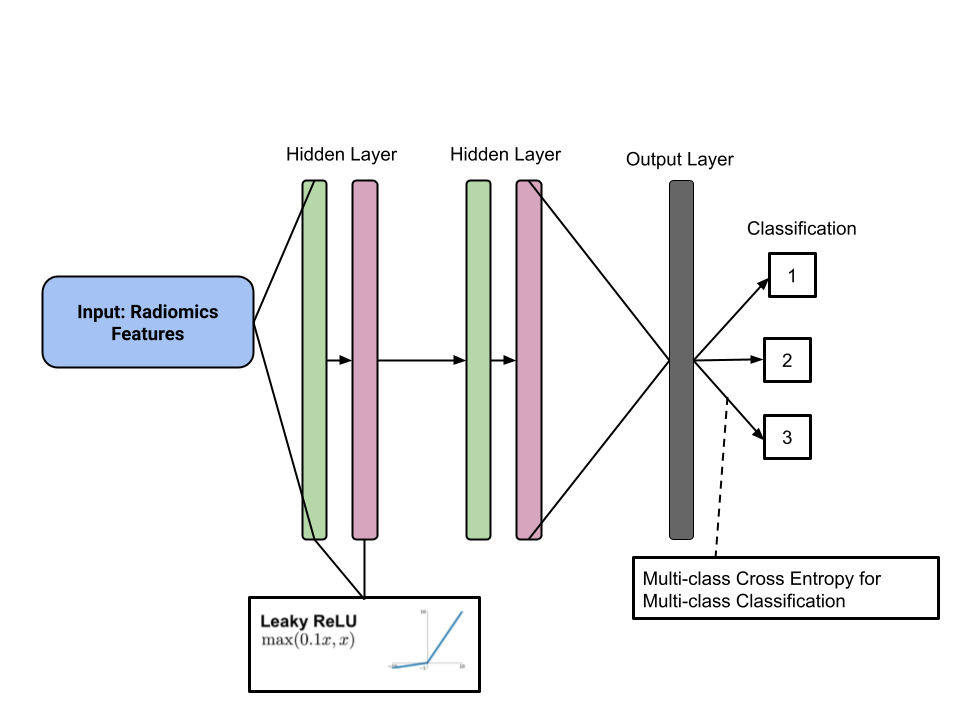 Hidden Layer
Hidden Layer
Output Layer
Classification
1
Input: Radiomics
Features
2
3
Multi-class Cross Entropy for
Multi-class Classification
Leaky ReLU
max(0.1x, x)